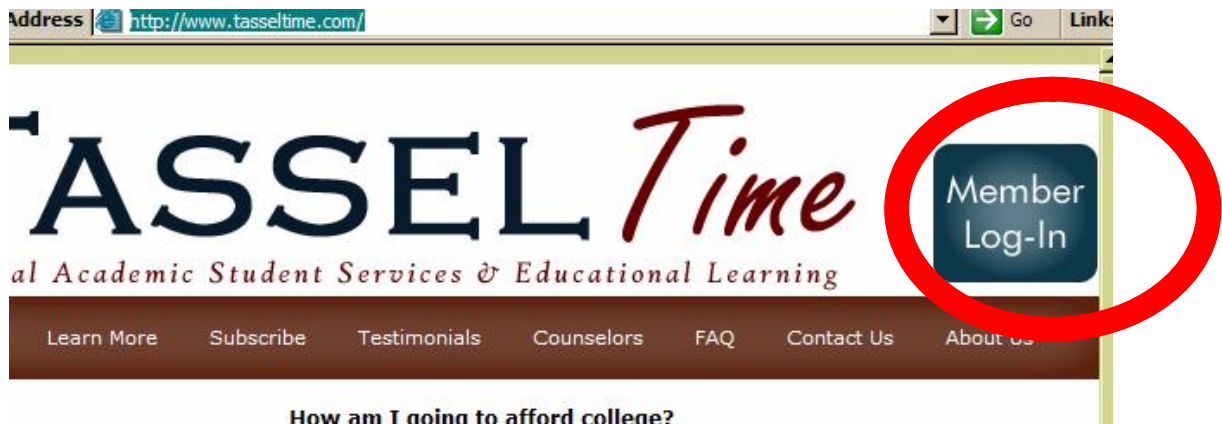 Address http://www.tasseltime.com/ Go Links
TASSEL Time
Member
Log-In
al Academic Student Services & Educational Learning
Learn More Subscribe Testimonials Counselors FAQ Contact Us About Us
How am I going to afford college?